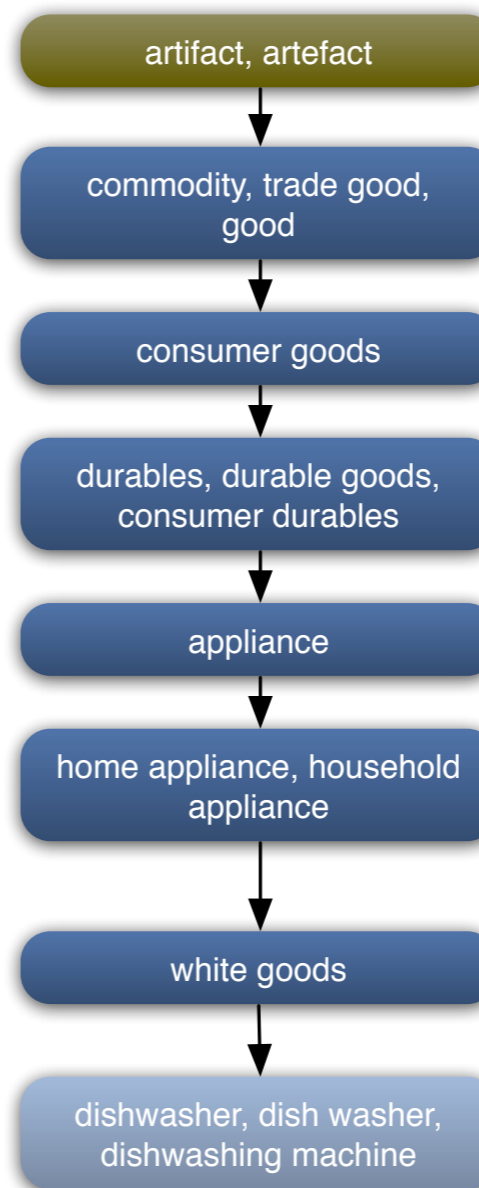 artifact, artefact
commodity, trade good,
good
consumer goods
durables, durable goods,
consumer durables
appliance
home appliance, household
appliance
white goods
dishwasher, dish washer,
dishwashing machine